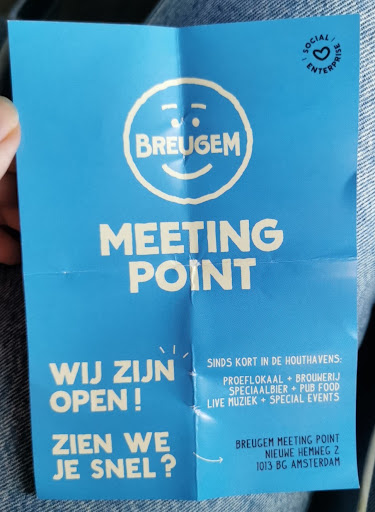 SOCIAL
ENTERPRISE
BREUGEM
MEETING
POINT
WIJ ZIJN
OPEN!
ZIEN WE
JE SNEL?
SINDS KORT IN DE HOUTHAVENS:
PROEFLOKAAL + BROUWERIJ
SPECIAALBIER + PUB FOOD
LIVE MUZIEK + SPECIAL EVENTS
BREUGEM MEETING POINT
NIEUWE HEMWEG 2
1013 BG AMSTERDAM